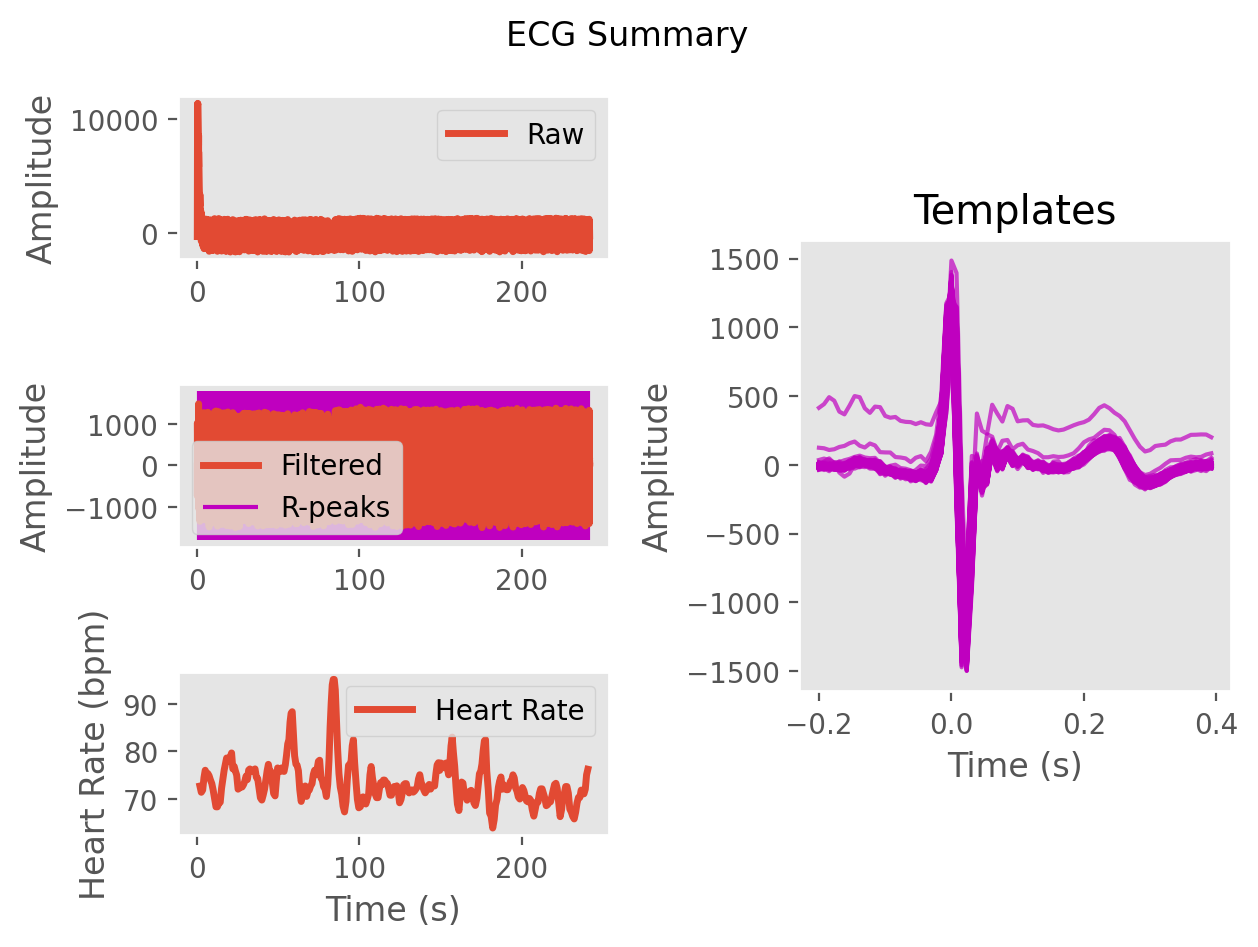 ECG Summary
Amplitude
10000
0
Raw
0 100 200
Amplitude
1000
0
−1000
Filtered
R-peaks
0 100 200
Heart Rate (bpm)
90
80
70
Heart Rate
0 100 200
Time (s)
Templates
Amplitude
1500
1000
500
0
−500
−1000
−1500
−0.2 0.0 0.2 0.4
Time (s)